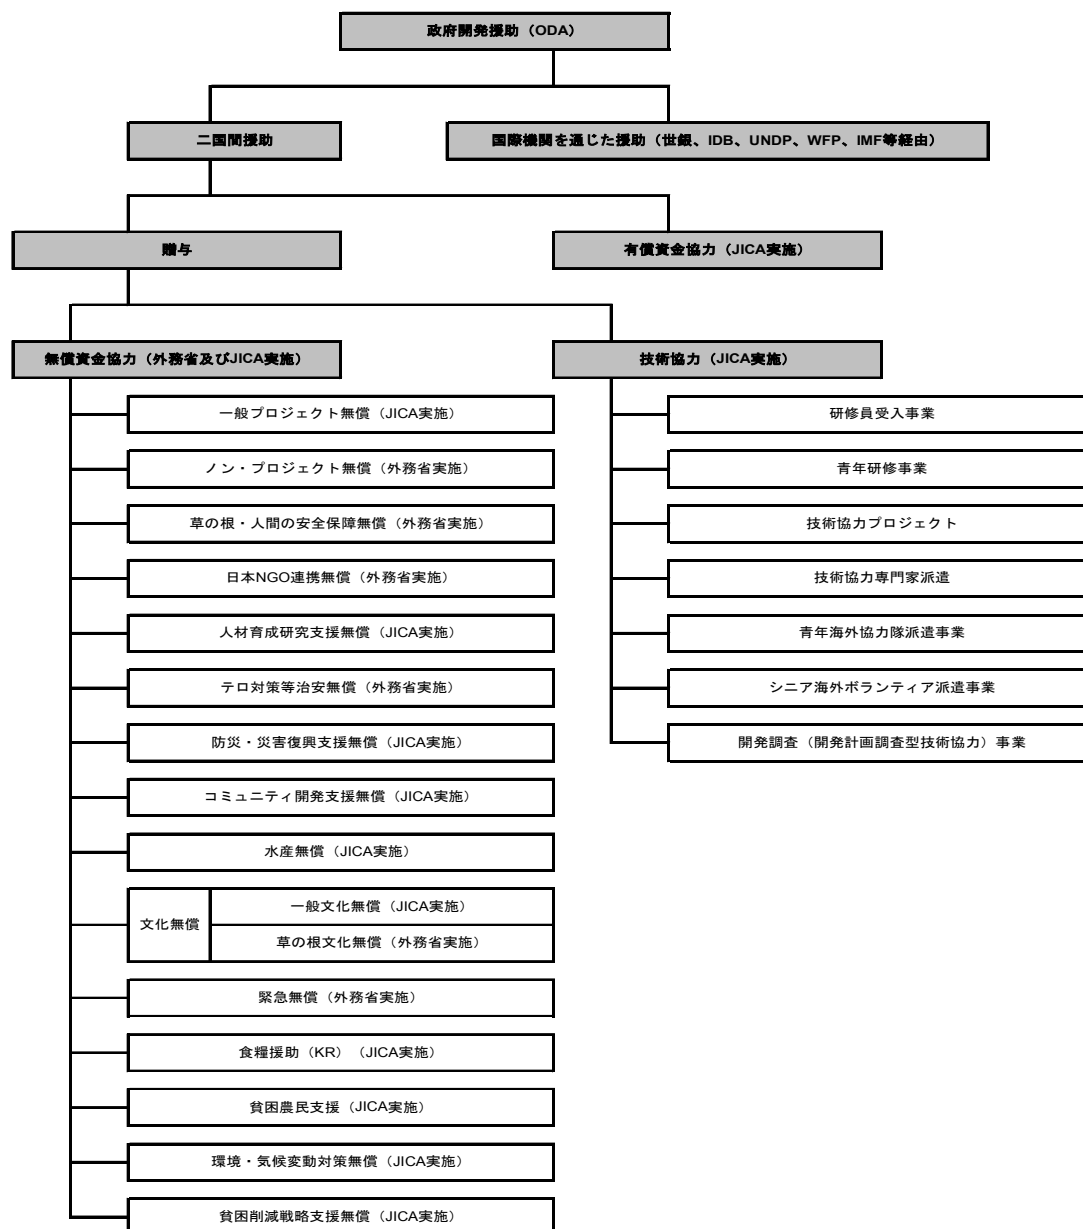 政府開発援助（ODA）
二国間援助
国際機関を通じた援助（世銀、IDB、UNDP、WFP、IMF等経由）
贈与
有償資金協力（JICA実施）
無償資金協力（外務省及びJICA実施）
技術協力（JICA実施）
一般プロジェクト無償（JICA実施）
ノン・プロジェクト無償（外務省実施）
草の根・人間の安全保障無償（外務省実施）
日本NGO連携無償（外務省実施）
人材育成研究支援無償（JICA実施）
テロ対策等治安無償（外務省実施）
防災・災害復興支援無償（JICA実施）
コミュニティ開発支援無償（JICA実施）
水産無償（JICA実施）
文化無償
一般文化無償（JICA実施）
草の根文化無償（外務省実施）
緊急無償（外務省実施）
食糧援助（KR）（JICA実施）
貧困農民支援（JICA実施）
環境・気候変動対策無償（JICA実施）
貧困削減戦略支援無償（JICA実施）
研修員受入事業
青年研修事業
技術協力プロジェクト
技術協力専門家派遣
青年海外協力隊派遣事業
シニア海外ボランティア派遣事業
開発調査（開発計画調査型技術協力）事業